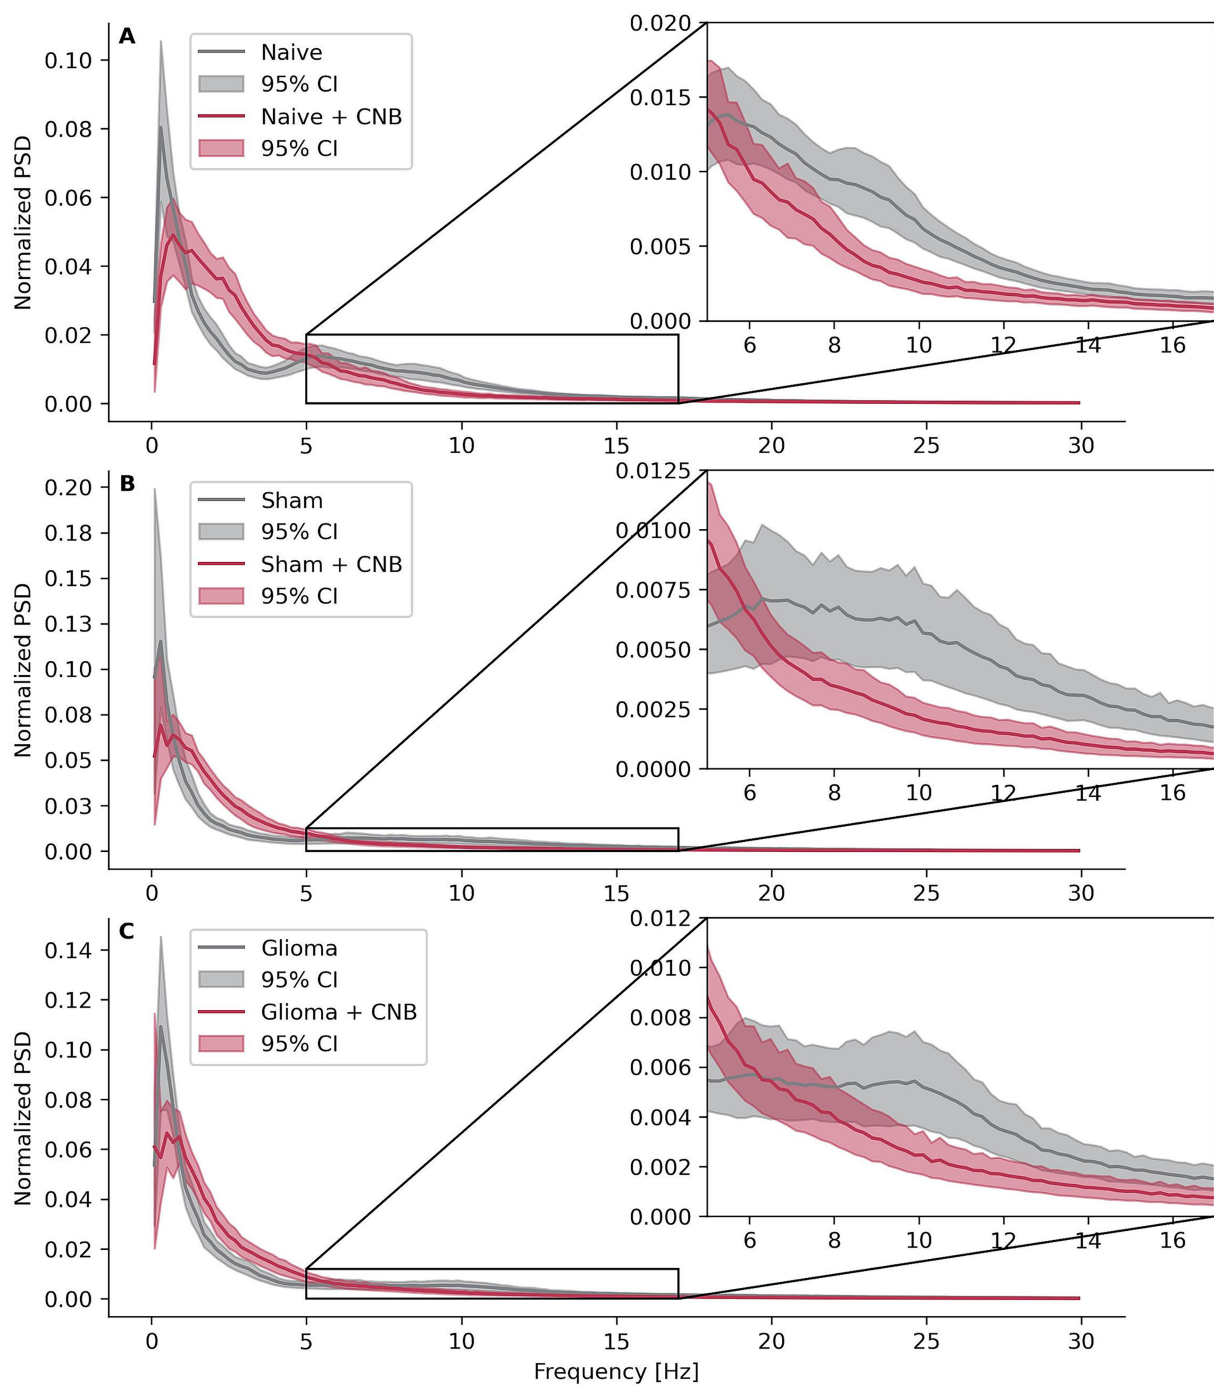 A
Naive
95% CI
Naive + CNB
95% CI
Normalized PSD
0.10
0.08
0.06
0.04
0.02
0.00
0 5 10 15 20 25 30
0.020
0.015
0.010
0.005
0.000
6 8 10 12 14 16
B
Sham
95% CI
Sham + CNB
95% CI
Normalized PSD
0.20
0.18
0.15
0.13
0.10
0.08
0.05
0.03
0.00
0 5 10 15 20 25 30
0.0125
0.0100
0.0075
0.0050
0.0025
0.0000
6 8 10 12 14 16
C
Glioma
95% CI
Glioma + CNB
95% CI
Normalized PSD
0.14
0.12
0.10
0.08
0.06
0.04
0.02
0.00
0 5 10 15 20 25 30
0.012
0.010
0.008
0.006
0.004
0.002
0.000
6 8 10 12 14 16
Frequency [Hz]